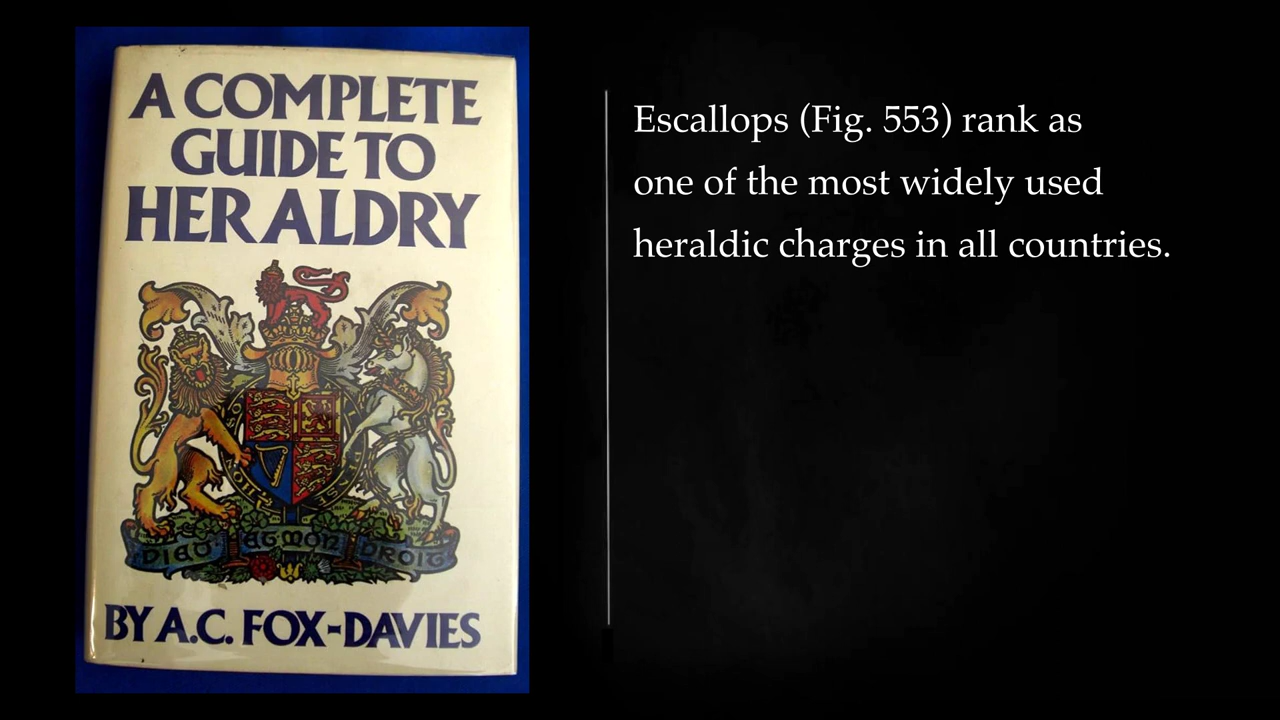 A COMPLETE
GUIDE TO
HERALDRY
DIEU ET MON DROIT
BY A.C. FOX-DAVIES
Escallops (Fig. 553) rank as
one of the most widely used
heraldic charges in all countries.